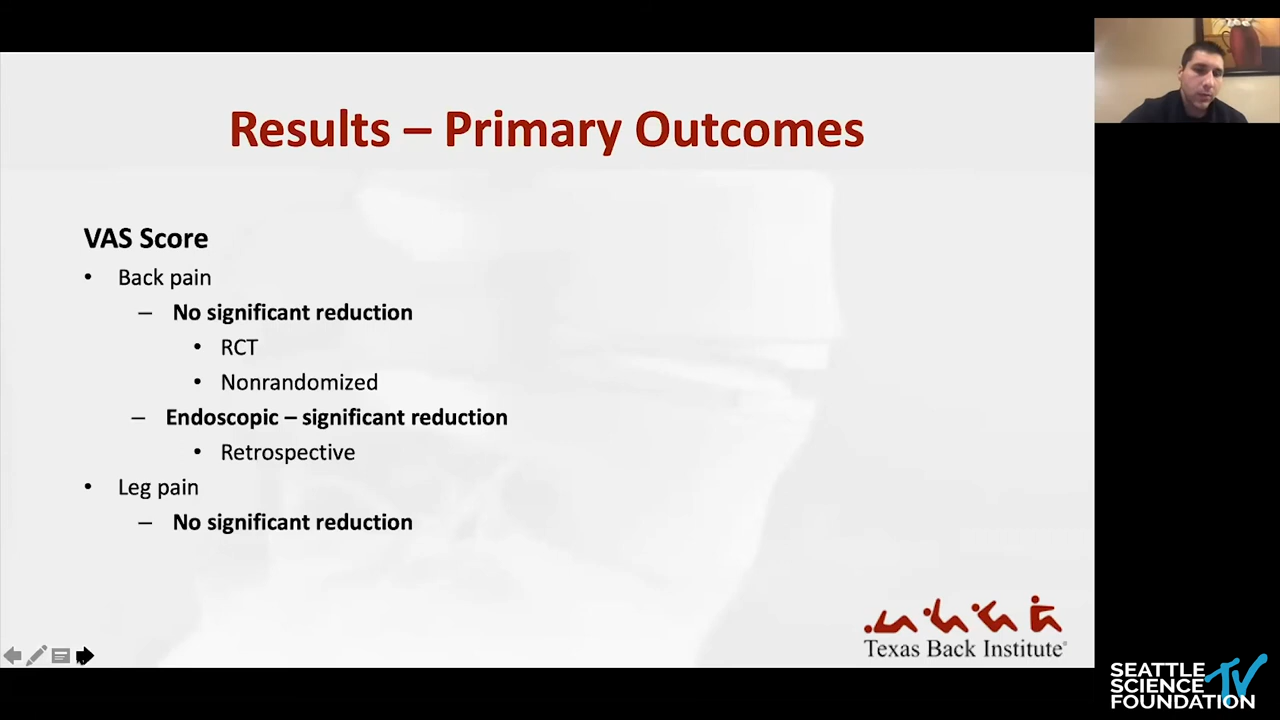 Results – Primary Outcomes
VAS Score
• Back pain
– No significant reduction
• RCT
• Nonrandomized
– Endoscopic – significant reduction
• Retrospective
• Leg pain
– No significant reduction
Texas Back Institute®
SEATTLE
SCIENCE TV
FOUNDATION